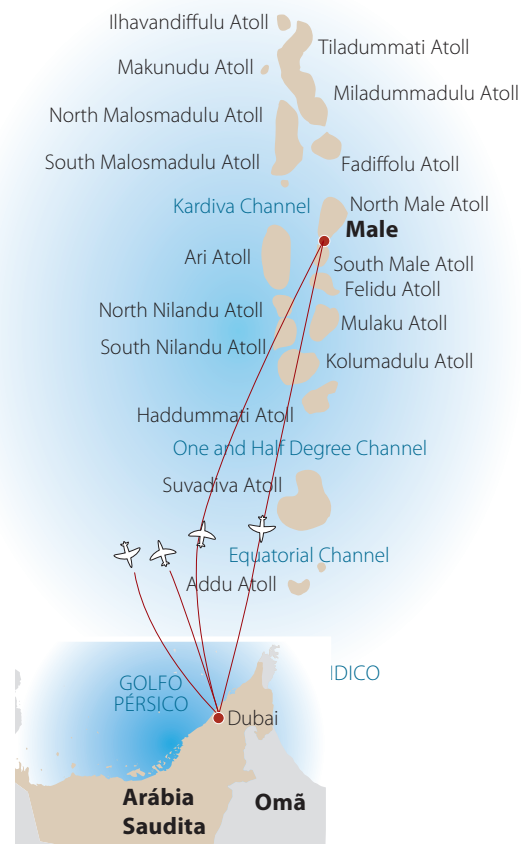 Ilhavandiffulu Atoll
Tiladummati Atoll
Makunudu Atoll
Miladummadulu Atoll
North Malosmadulu Atoll
South Malosmadulu Atoll
Fadiffolu Atoll
Kardiva Channel
North Male Atoll
Male
Ari Atoll
South Male Atoll
Felidu Atoll
North Nilandu Atoll
Mulaku Atoll
South Nilandu Atoll
Kolumadulu Atoll
Haddummati Atoll
One and Half Degree Channel
Suvadiva Atoll
Equatorial Channel
Addu Atoll
NDICO
GOLFO
PÉRSICO
Dubai
Arábia
Saudita
Omã